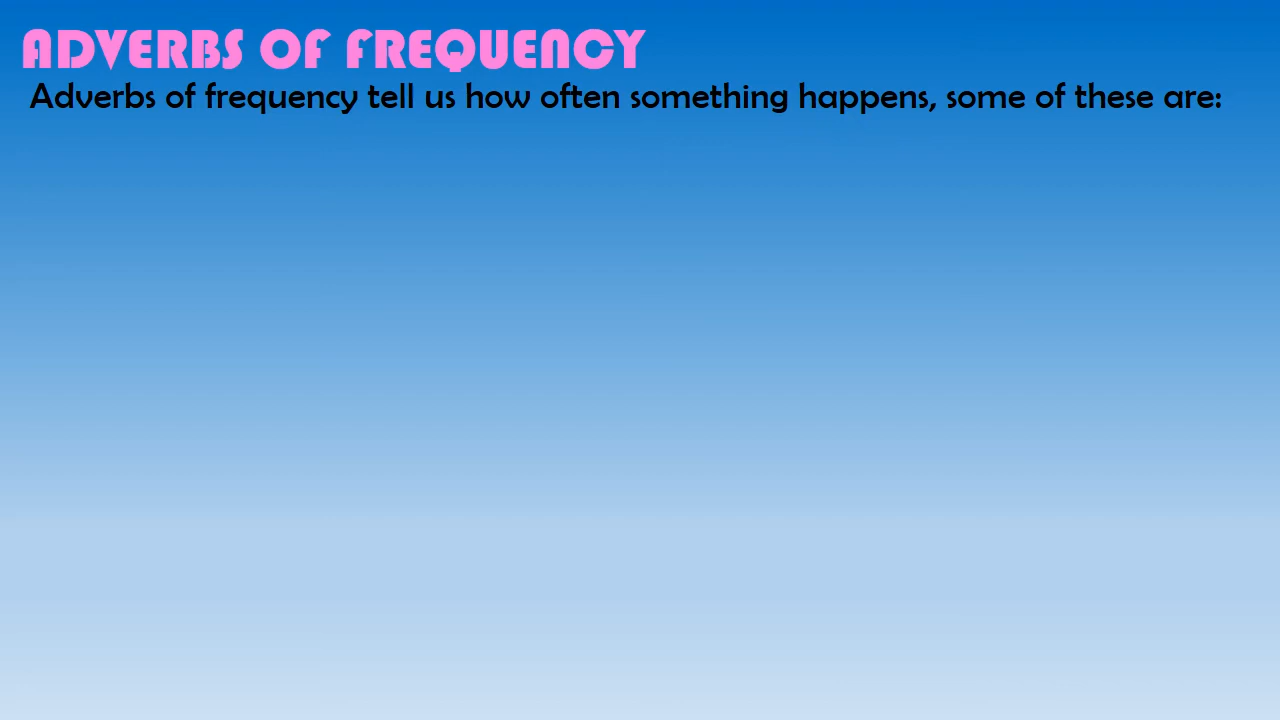 ADVERBS OF FREQUENCY
Adverbs of frequency tell us how often something happens, some of these are: